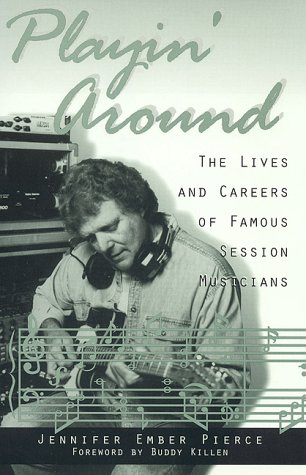 Playin'
Around
THE LIVES
AND CAREERS
OF FAMOUS
SESSION
MUSICIANS
JENNIFER EMBER PIERCE
FOREWORD BY BUDDY KILLEN